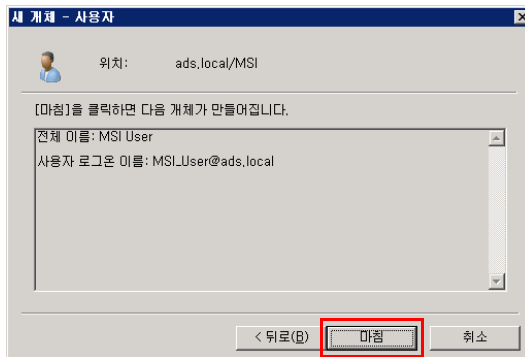 새 개체 - 사용자
위치: ads.local/MSI
[마침]을 클릭하면 다음 개체가 만들어집니다.
전체 이름: MSI User
사용자 로그온 이름: MSI_User@ads.local
< 뒤로(B) 마침 취소